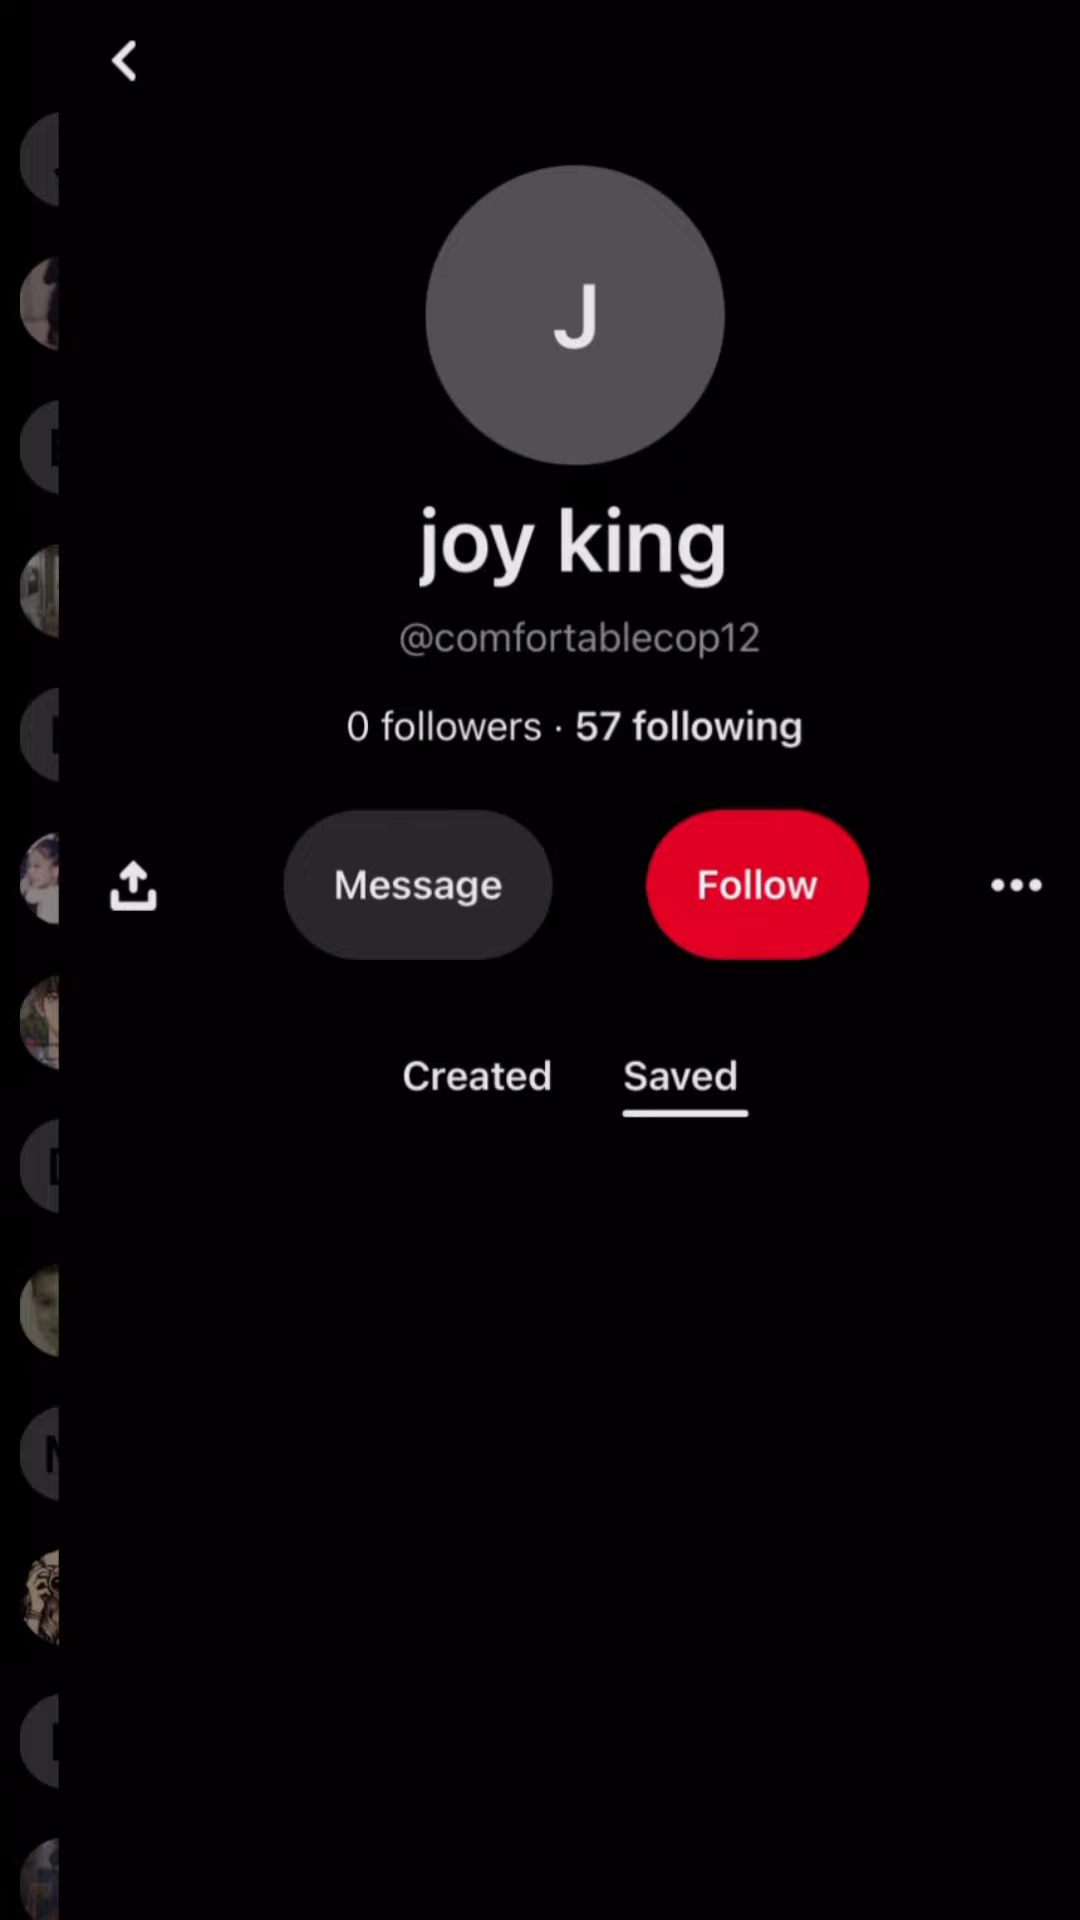 J
joy king
@comfortablecop12
0 followers · 57 following
Message
Follow
Created
Saved